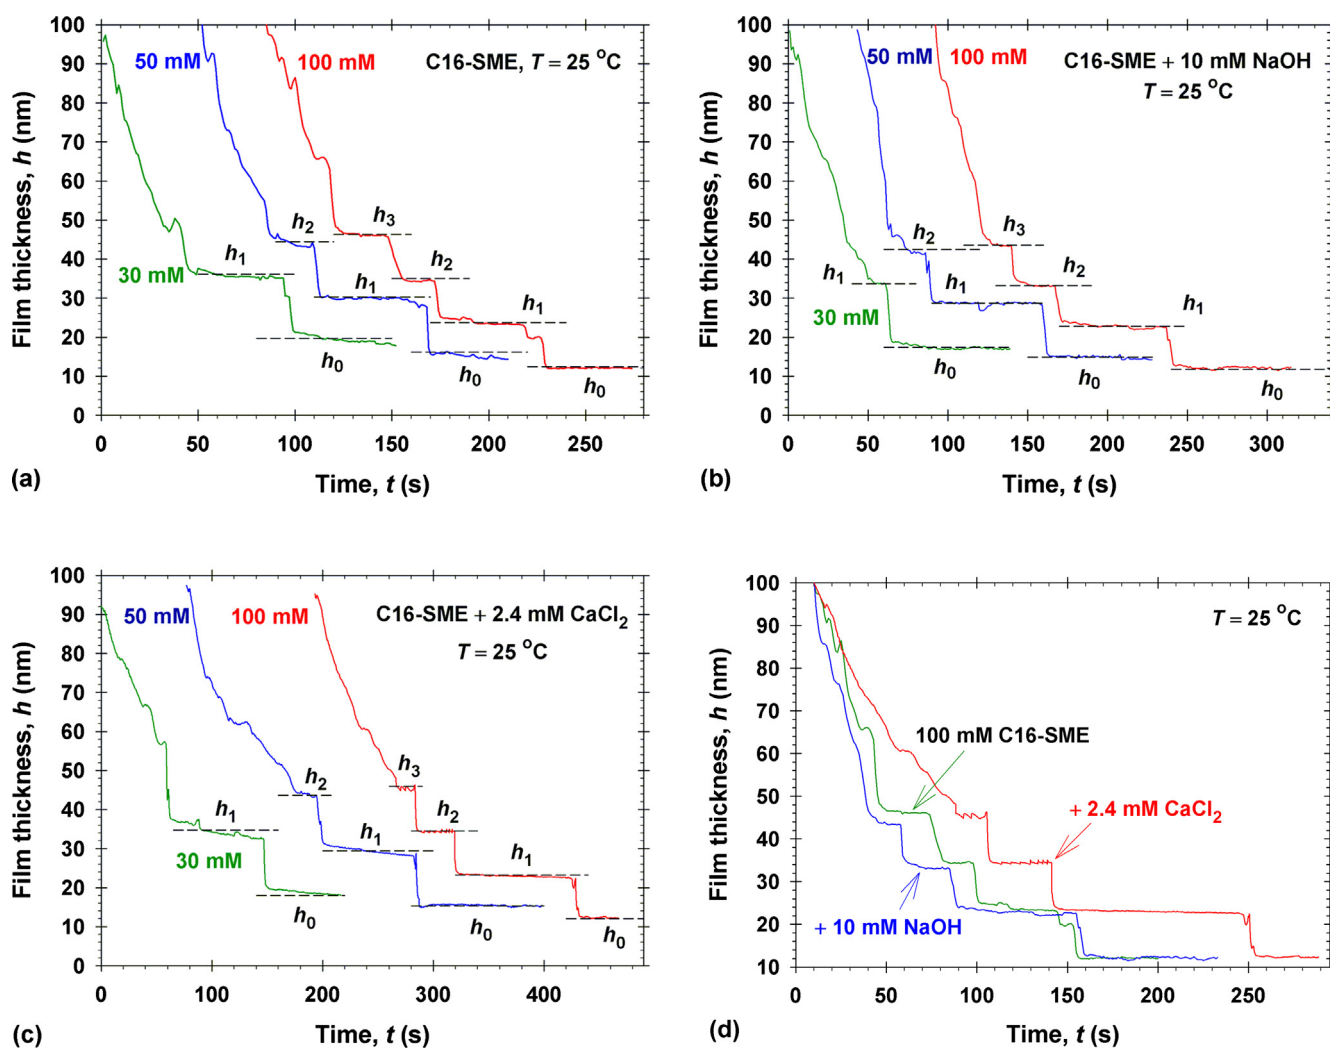 100
90
80
70
60
50
40
30
20
10
0
Film thickness, h (nm)
50 mM
100 mM
C16-SME, T = 25 °C
30 mM
h1
h2
h3
h1
h2
h1
h0
h0
h0
0
50
100
150
200
250
Time, t (s)
(a)
100
90
80
70
60
50
40
30
20
10
0
Film thickness, h (nm)
50 mM
100 mM
C16-SME + 10 mM NaOH
T = 25 °C
h1
h2
h3
h1
h2
h1
30 mM
h0
h0
h0
0
50
100
150
200
250
300
Time, t (s)
(b)
100
90
80
70
60
50
40
30
20
10
0
Film thickness, h (nm)
50 mM
100 mM
C16-SME + 2.4 mM CaCl2
T = 25 °C
h2
h3
h1
h2
h1
h1
30 mM
h0
h0
h0
0
100
200
300
400
Time, t (s)
(c)
100
90
80
70
60
50
40
30
20
10
Film thickness, h (nm)
T = 25 °C
100 mM C16-SME
+ 2.4 mM CaCl2
+ 10 mM NaOH
0
50
100
150
200
250
Time, t (s)
(d)